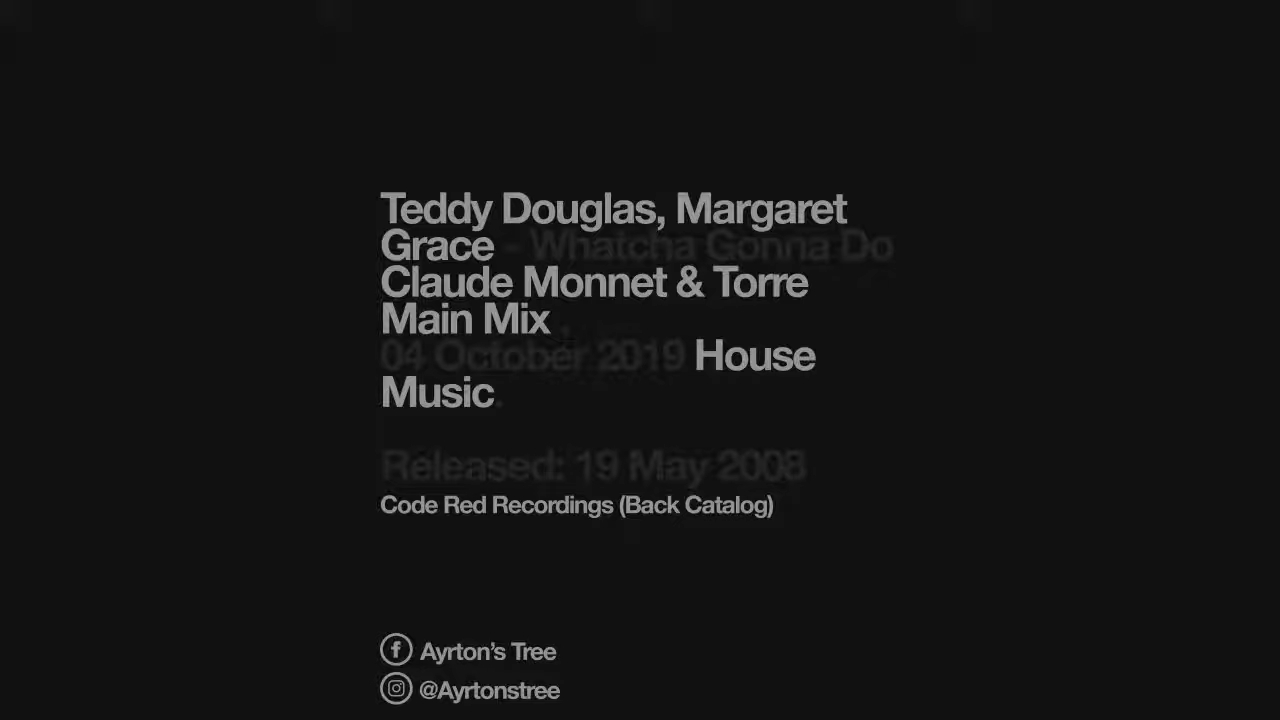 Teddy Douglas, Margaret
Grace - Whatcha Gonna Do
Claude Monnet & Torre
Main Mix
04 October 2019 House
Music.
Released: 19 May 2008
Code Red Recordings (Back Catalog)
Ayrton’s Tree
@Ayrtonstree